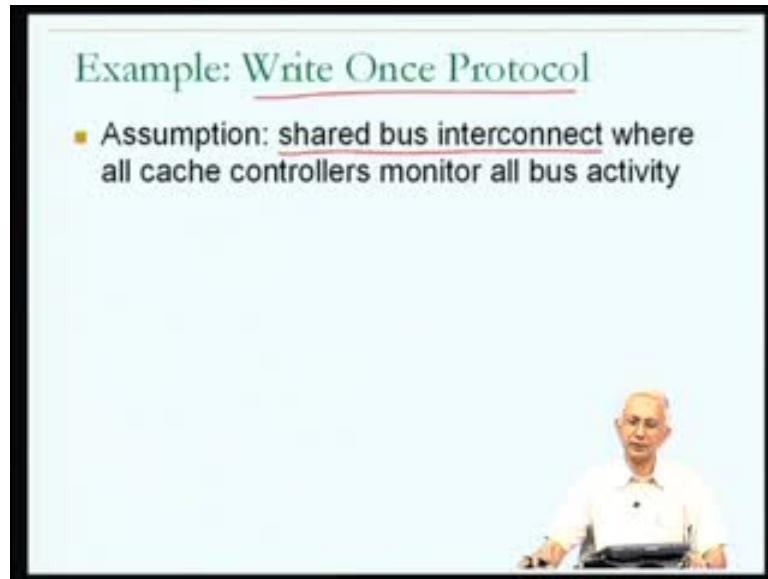 Example: Write Once Protocol
Assumption: shared bus interconnect where
all cache controllers monitor all bus activity